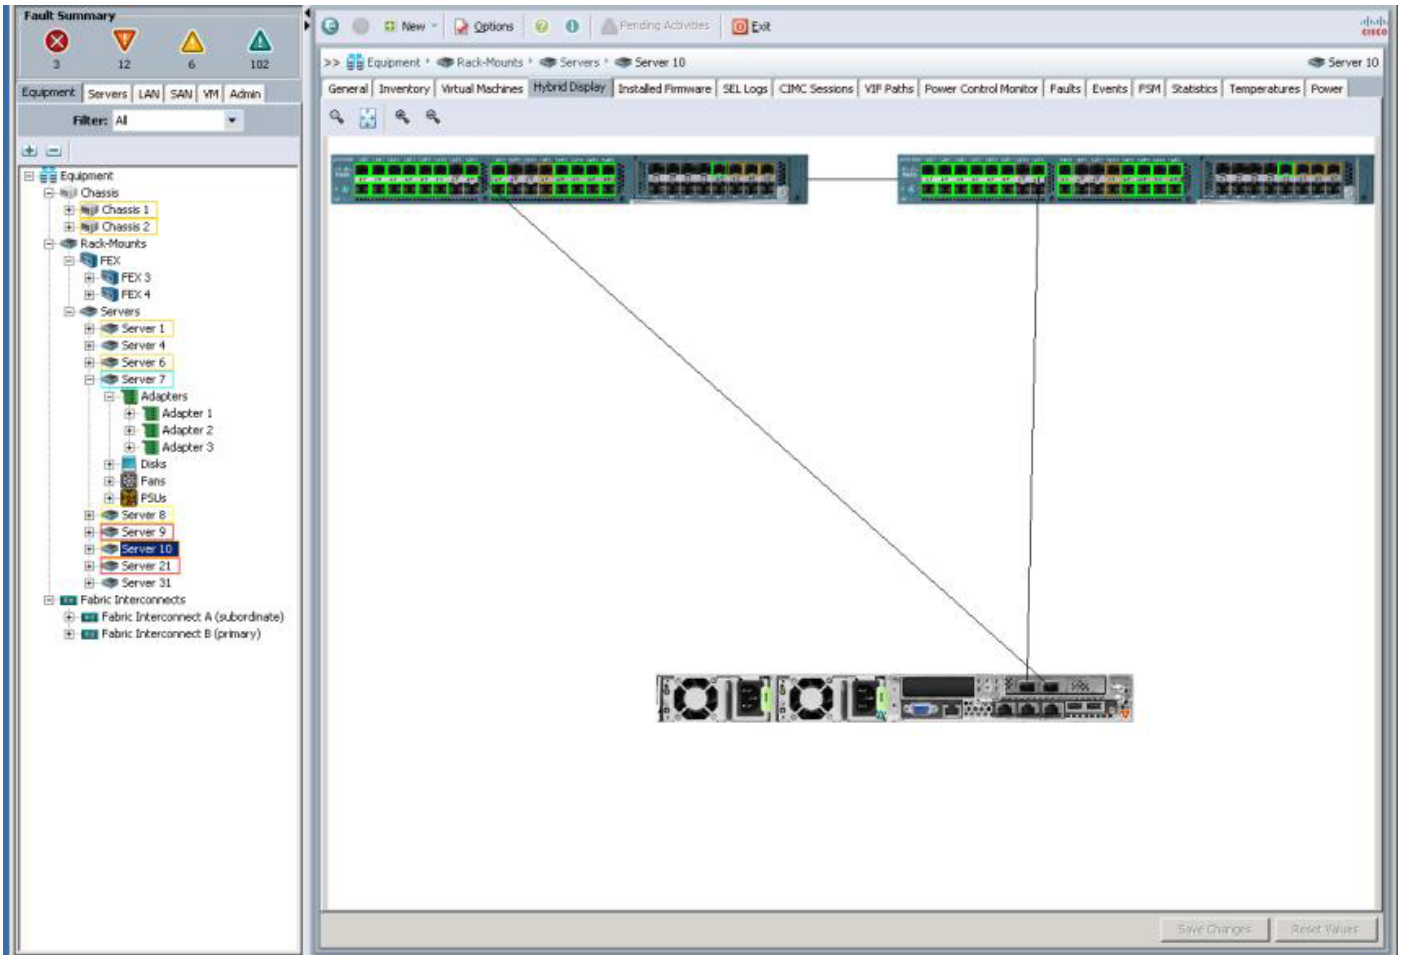 Fault Summary
3 12 6 102
Equipment Servers LAN SAN VM Admin
Filter: All
Equipment
Chassis
Chassis 1
Chassis 2
Rack-Mounts
FEX
FEX 3
FEX 4
Servers
Server 1
Server 4
Server 6
Server 7
Adapters
Adapter 1
Adapter 2
Adapter 3
Disks
Fans
PSUs
Server 8
Server 9
Server 10
Server 21
Server 31
Fabric Interconnects
Fabric Interconnect A (subordinate)
Fabric Interconnect B (primary)
New Options Pending Activities Exit
cisco
>> Equipment Rack-Mounts Servers Server 10 Server 10
General Inventory Virtual Machines Hybrid Display Installed Firmware SEL Logs CIMC Sessions VIF Paths Power Control Monitor Faults Events FSM Statistics Temperatures Power
Save Changes Reset Values